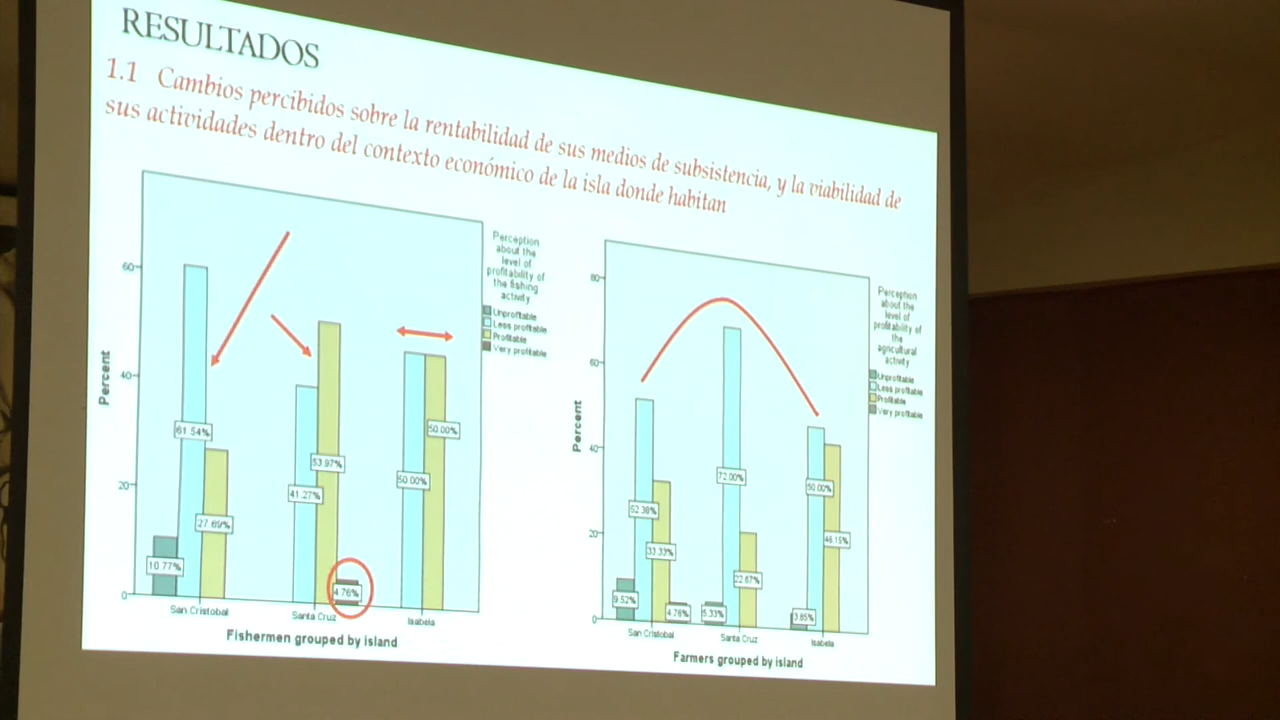 RESULTADOS
1.1 Cambios percibidos sobre la rentabilidad de sus medios de subsistencia, y la viabilidad de
sus actividades dentro del contexto económico de la isla donde habitan
Percent
60
40
20
0
61.54%
10.77%
27.69%
41.27%
53.97%
4.76%
50.00%
50.00%
San Cristobal
Santa Cruz
Isabela
Fishermen grouped by island
Perception
about the
level of
profitability of
the fishing
activity
Unprofitable
Less profitable
Profitable
Very profitable
Percent
80
60
40
20
0
9.52%
52.38%
33.33%
4.76%
5.33%
72.00%
22.67%
3.85%
50.00%
46.15%
San Cristobal
Santa Cruz
Isabela
Farmers grouped by island
Perception
about the
level of
profitability of
the
agricultural
activity
Unprofitable
Less profitable
Profitable
Very profitable